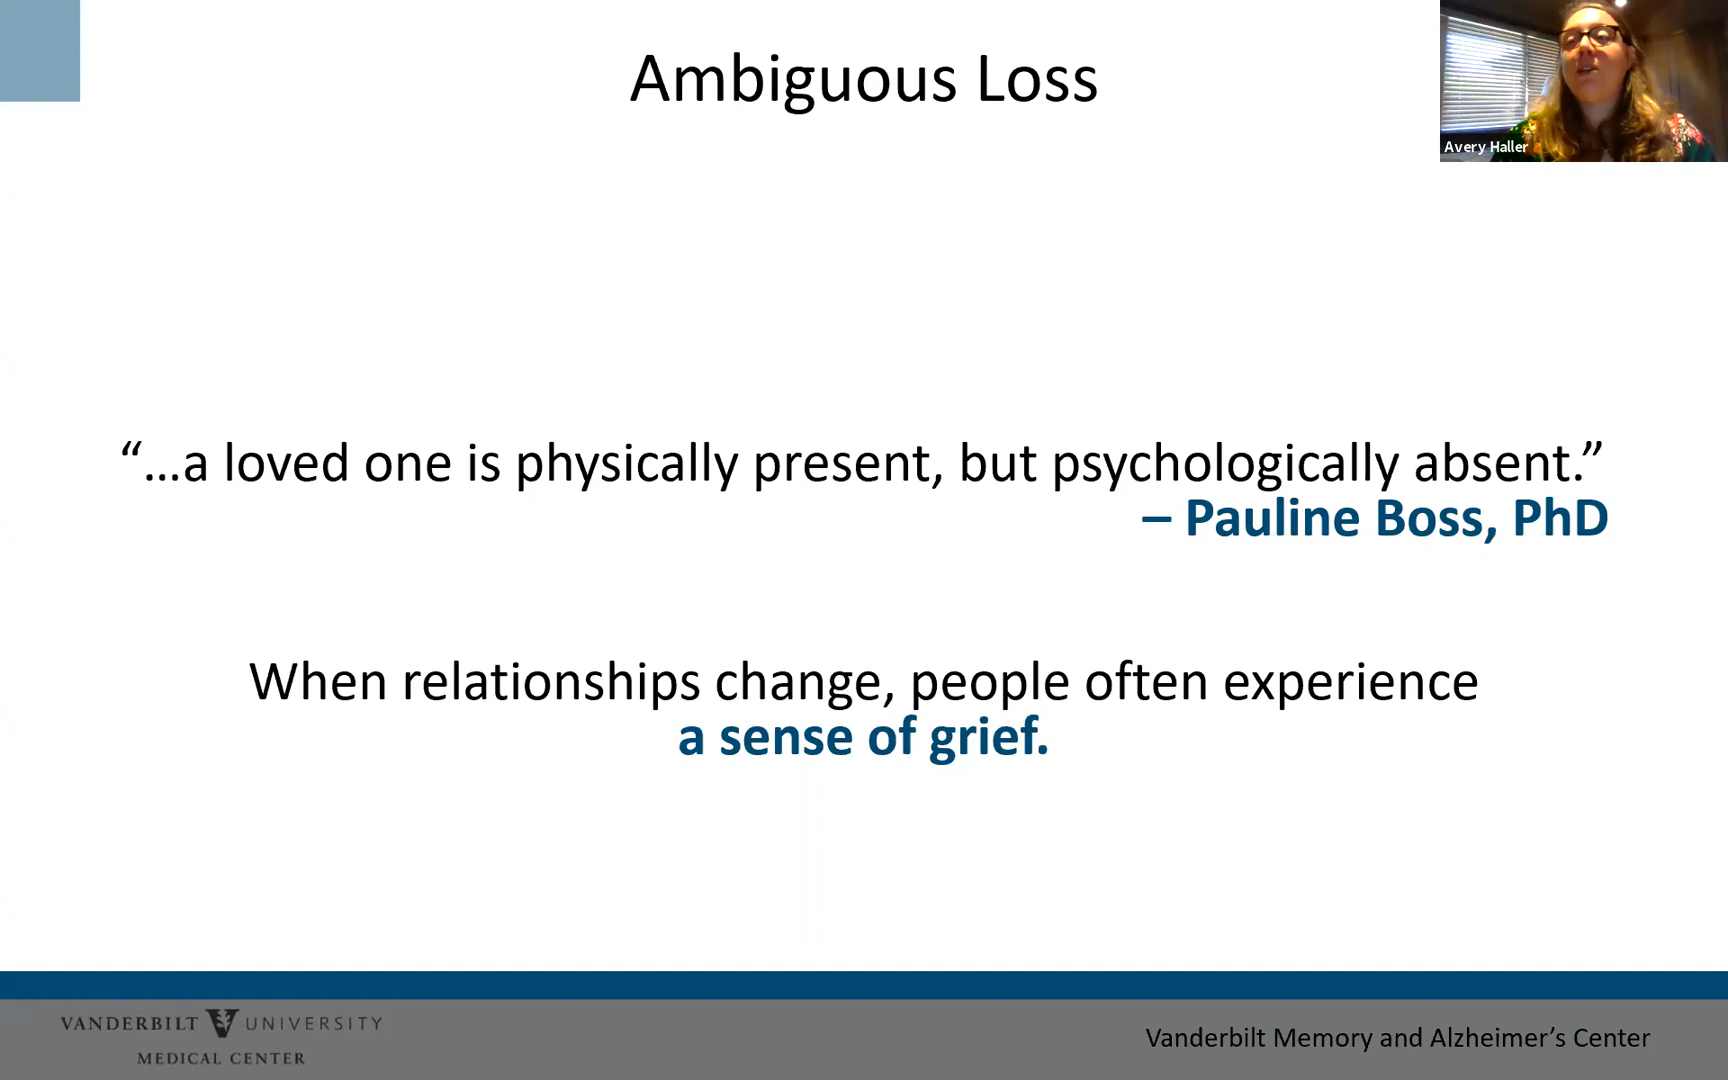 Ambiguous Loss
Avery Haller
“…a loved one is physically present, but psychologically absent.”
– Pauline Boss, PhD
When relationships change, people often experience
a sense of grief.
VANDERBILT UNIVERSITY
MEDICAL CENTER
Vanderbilt Memory and Alzheimer’s Center